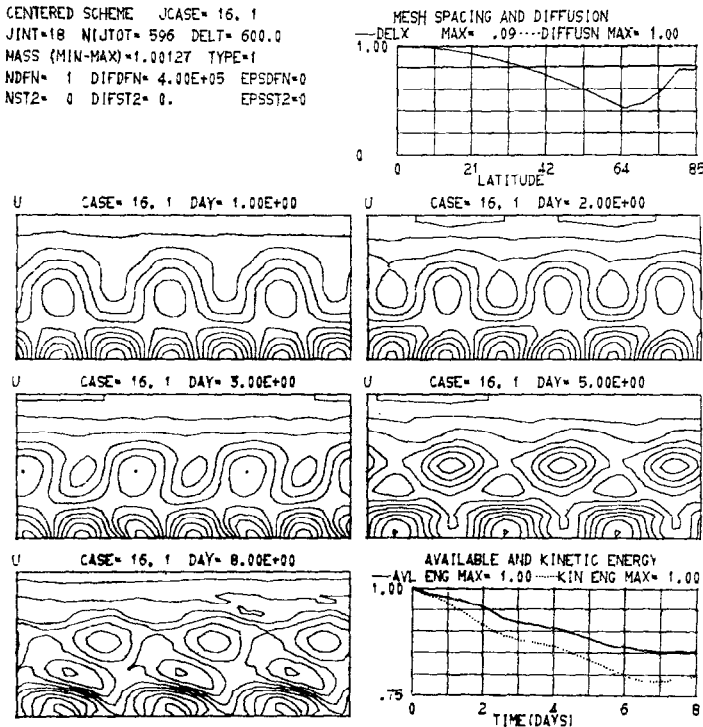 CENTERED SCHEME JCASE= 16, 1
JINT=18 NIJTOT= 596 DELT= 600.0
MASS (MIN-MAX)=1.00127 TYPE=1
NDFN= 1 DIFDFN= 4.00E+05 EPSDFN=0
NST2= 0 DIFST2= 0. EPSST2=0
MESH SPACING AND DIFFUSION
DELX MAX= .09 DIFFUSN MAX= 1.00
1.00
0
0 21 42 64 85
LATITUDE
U CASE= 16, 1 DAY= 1.00E+00
U CASE= 16, 1 DAY= 2.00E+00
U CASE= 16, 1 DAY= 3.00E+00
U CASE= 16, 1 DAY= 5.00E+00
U CASE= 16, 1 DAY= 8.00E+00
AVAILABLE AND KINETIC ENERGY
AVL ENG MAX= 1.00 KIN ENG MAX= 1.00
1.00
.75
0 2 4 6 8
TIME(DAYS)